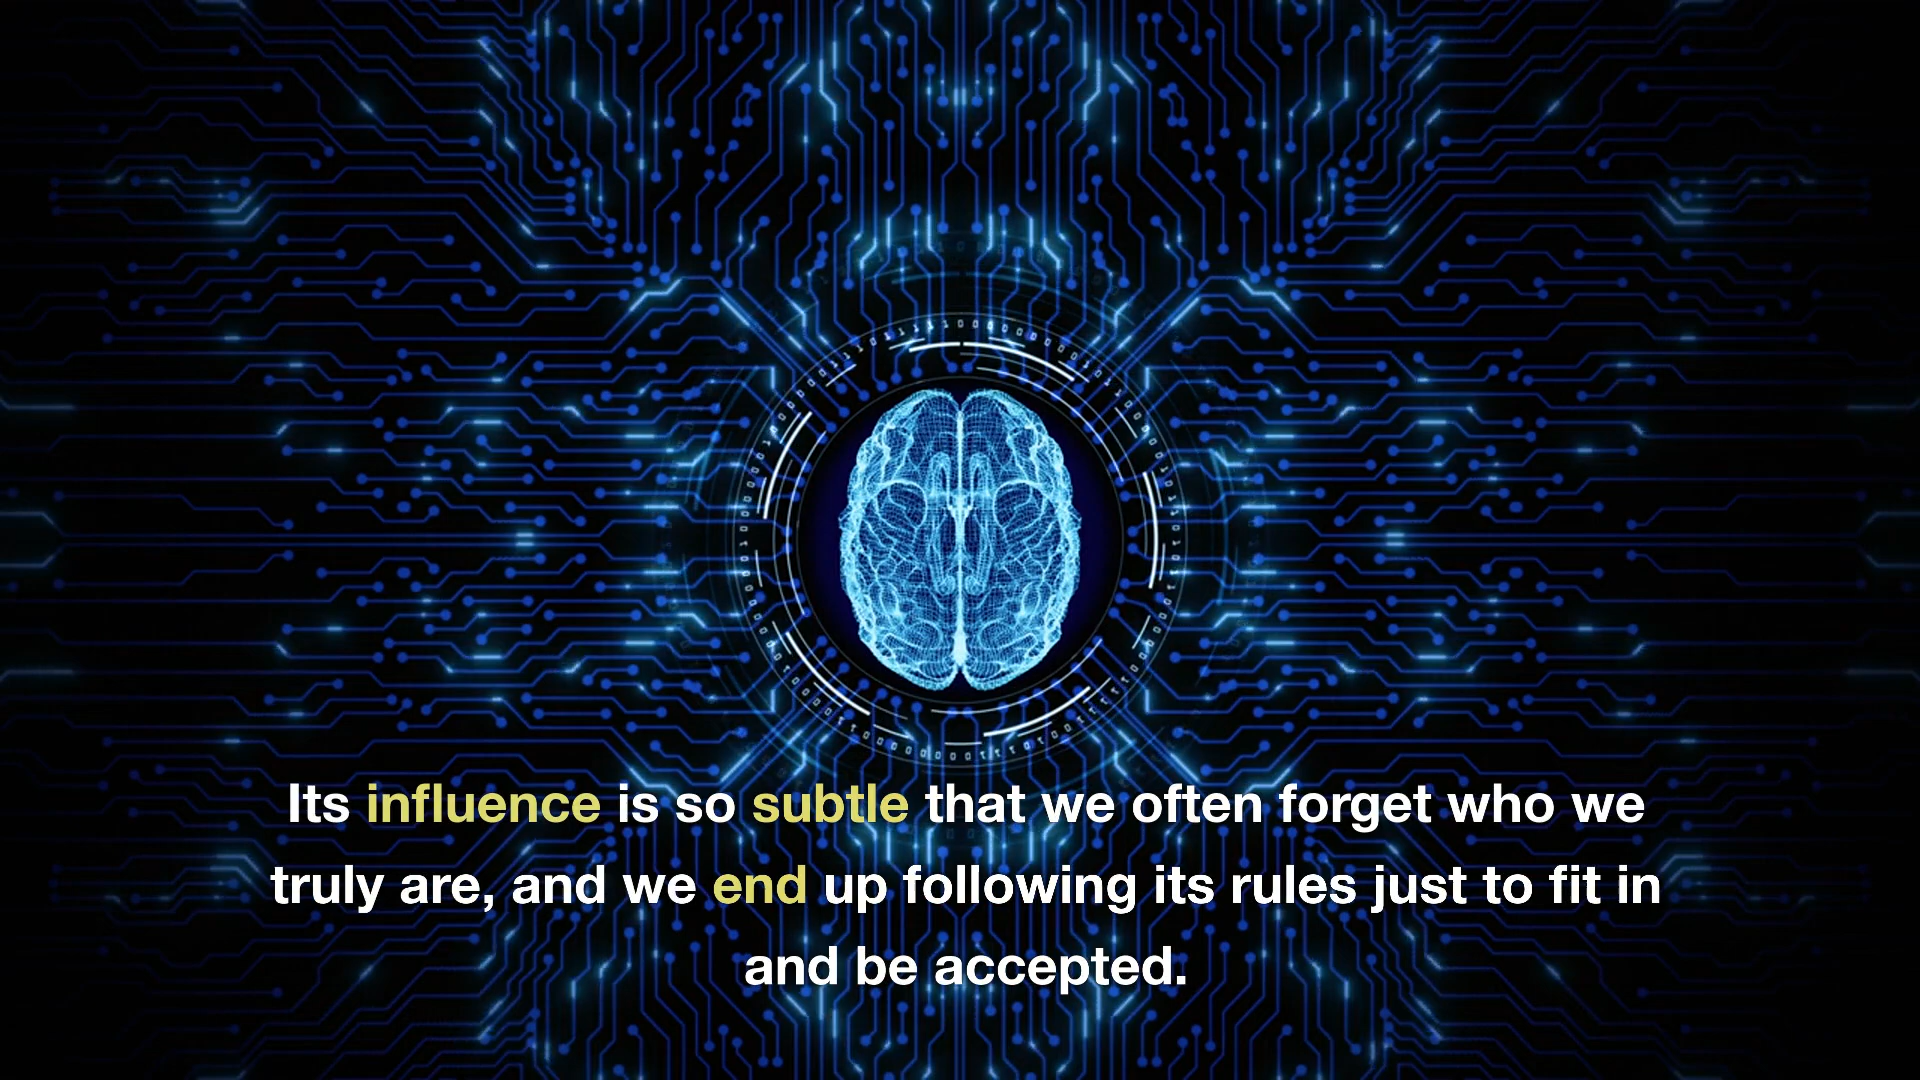 Its influence is so subtle that we often forget who we
truly are, and we end up following its rules just to fit in
and be accepted.